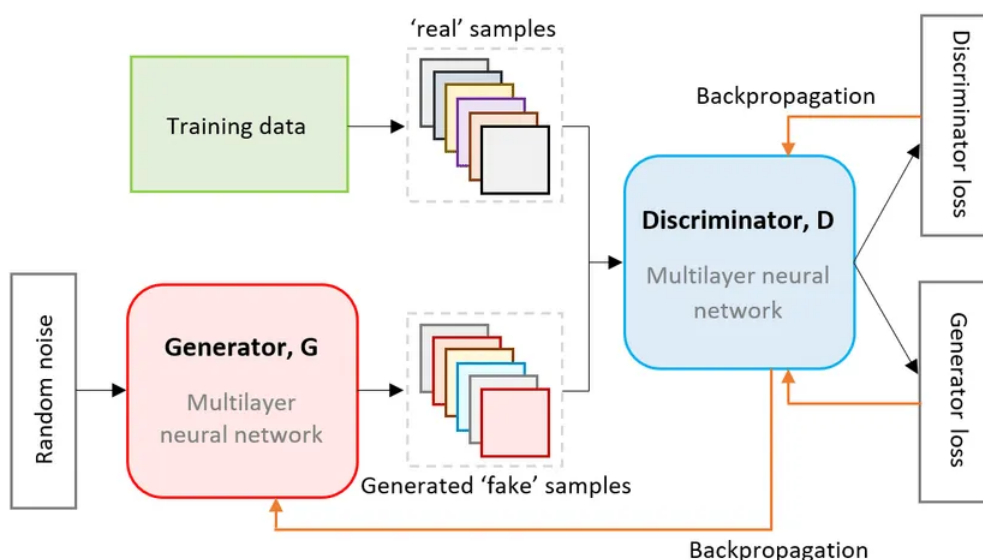 ‘real’ samples
Training data
Backpropagation
Discriminator loss
Discriminator, D
Multilayer neural
network
Random noise
Generator, G
Multilayer
neural network
Generated ‘fake’ samples
Generator loss
Backpropagation